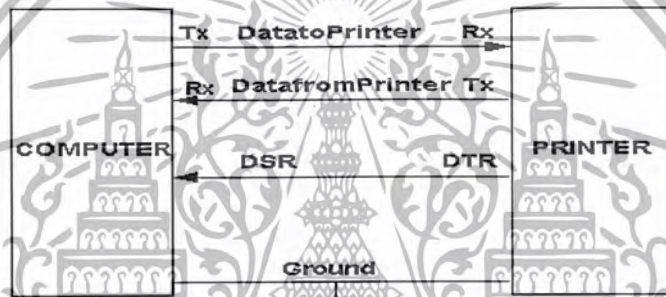 Tx DatatoPrinter Rx
Rx DatafromPrinter Tx
COMPUTER DSR DTR PRINTER
Ground